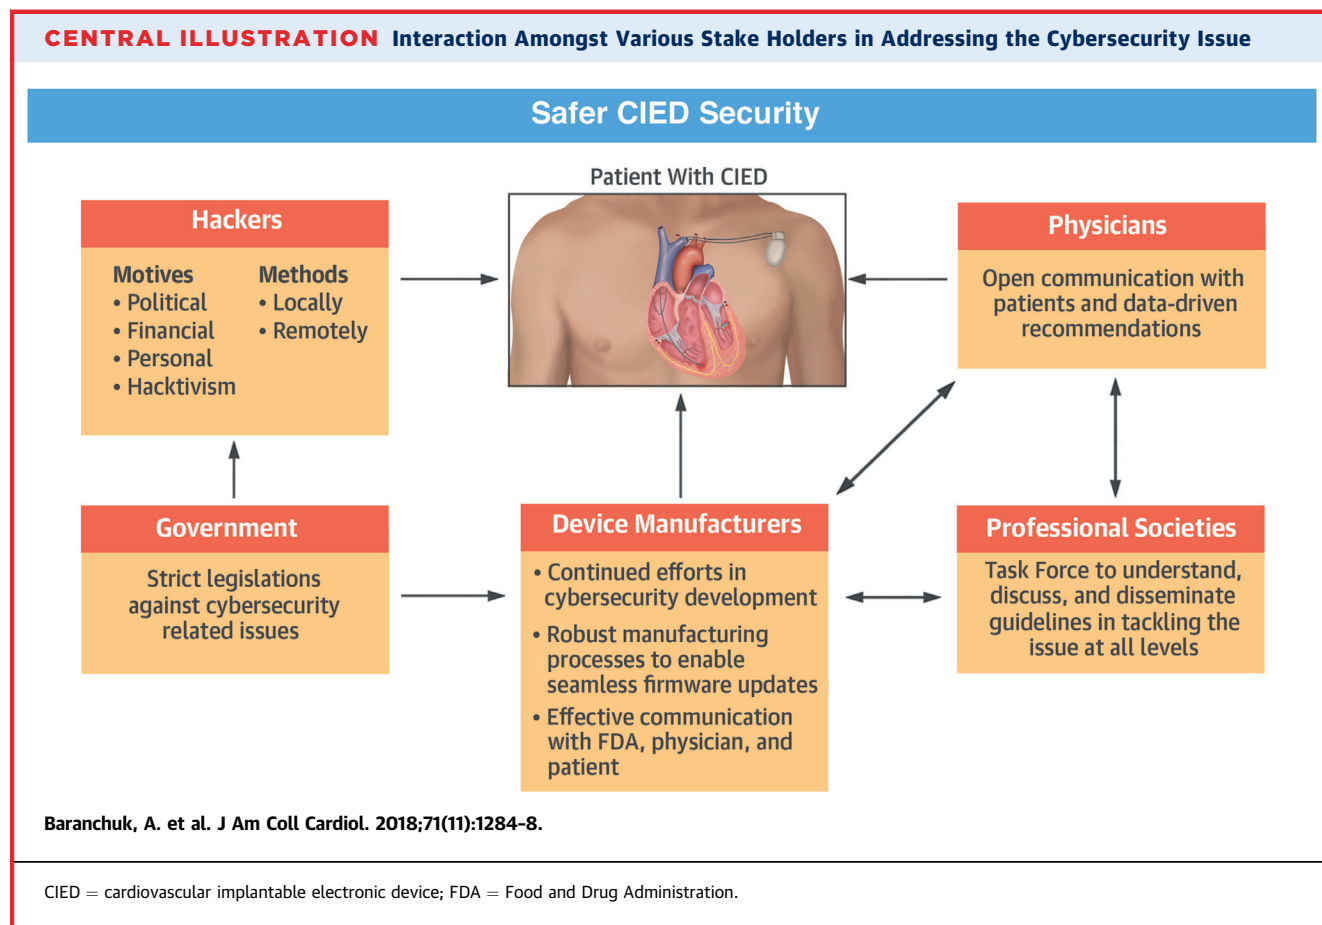 CENTRAL ILLUSTRATION Interaction Amongst Various Stake Holders in Addressing the Cybersecurity Issue
Safer CIED Security
Patient With CIED
Hackers
Motives
• Political
• Financial
• Personal
• Hacktivism
Methods
• Locally
• Remotely
Physicians
Open communication with
patients and data-driven
recommendations
Government
Strict legislations
against cybersecurity
related issues
Device Manufacturers
• Continued efforts in
cybersecurity development
• Robust manufacturing
processes to enable
seamless firmware updates
• Effective communication
with FDA, physician, and
patient
Professional Societies
Task Force to understand,
discuss, and disseminate
guidelines in tackling the
issue at all levels
Baranchuk, A. et al. J Am Coll Cardiol. 2018;71(11):1284–8.
CIED = cardiovascular implantable electronic device; FDA = Food and Drug Administration.